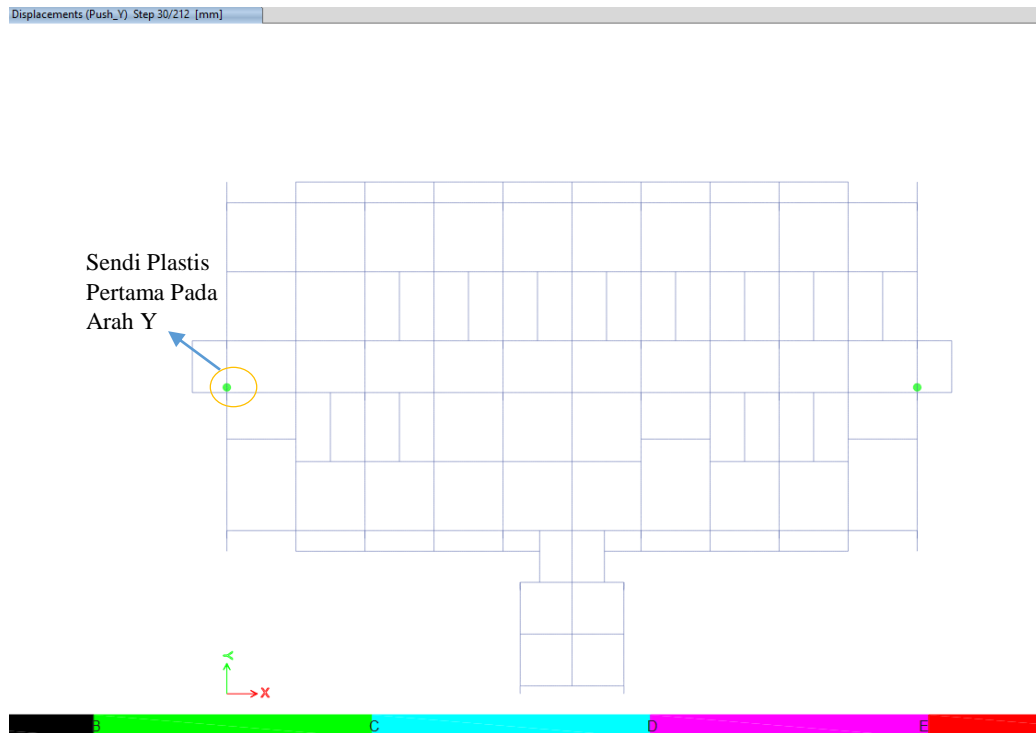 Displacements (Push_Y) Step 30/212 [mm]
Sendi Plastis
Pertama Pada
Arah Y
Y
X
B C D E